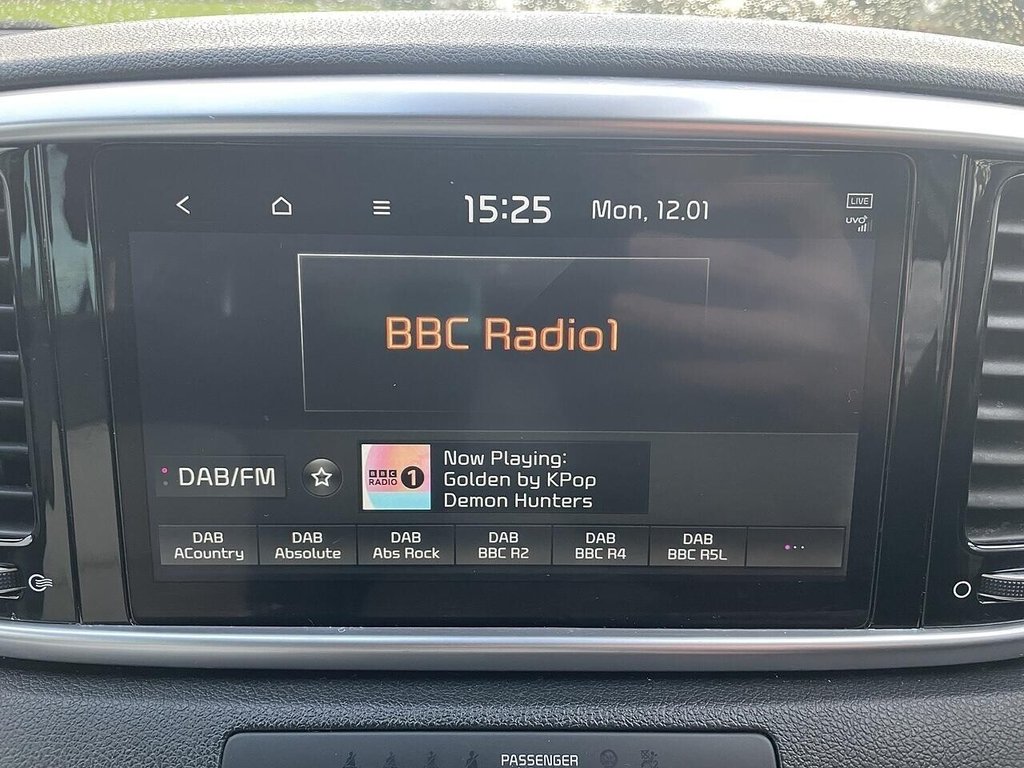 15:25 Mon, 12.01
LIVE
UVO
BBC Radio1
DAB/FM
BBC
RADIO 1
Now Playing:
Golden by KPop
Demon Hunters
DAB
ACountry
DAB
Absolute
DAB
Abs Rock
DAB
BBC R2
DAB
BBC R4
DAB
BBC R5L
PASSENGER